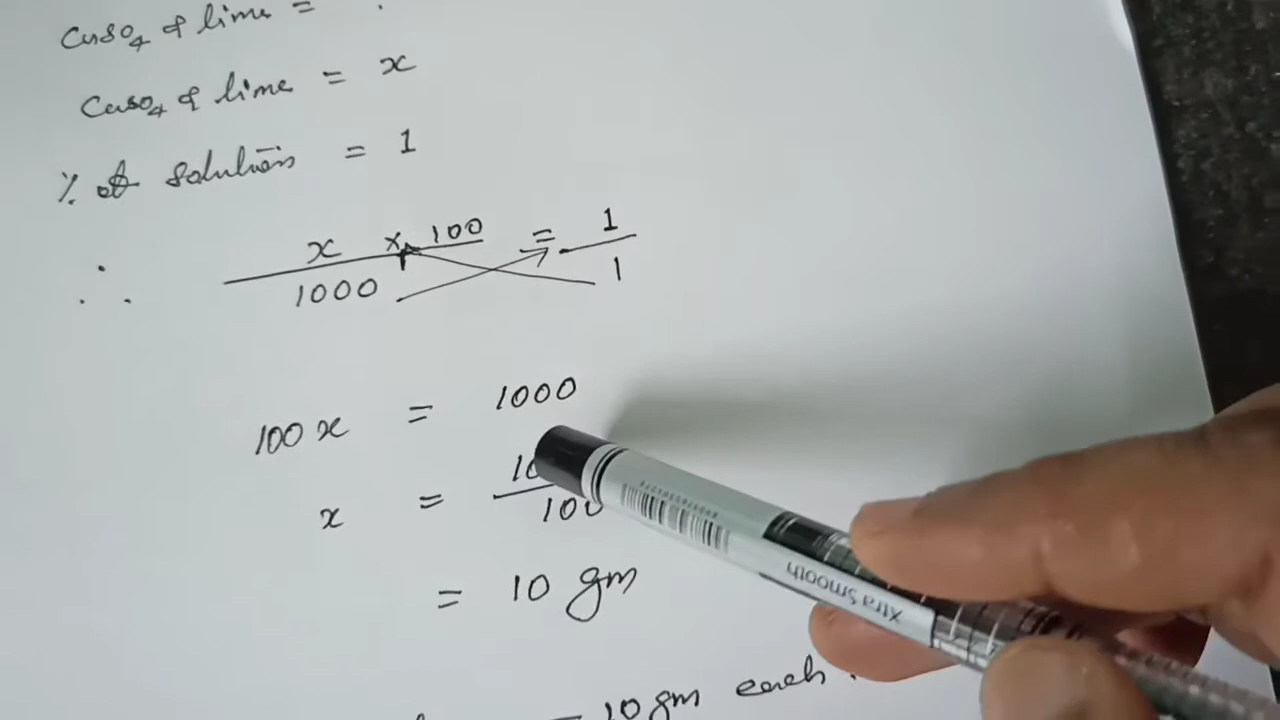 CuSO4 & lime =
CuSO4 & lime = x
% of solution = 1
∴ x × 100 / 1000 = 1 / 1
100 x = 1000
x = 10 / 100
= 10 gm
10 gm each.
Xtra Smooth